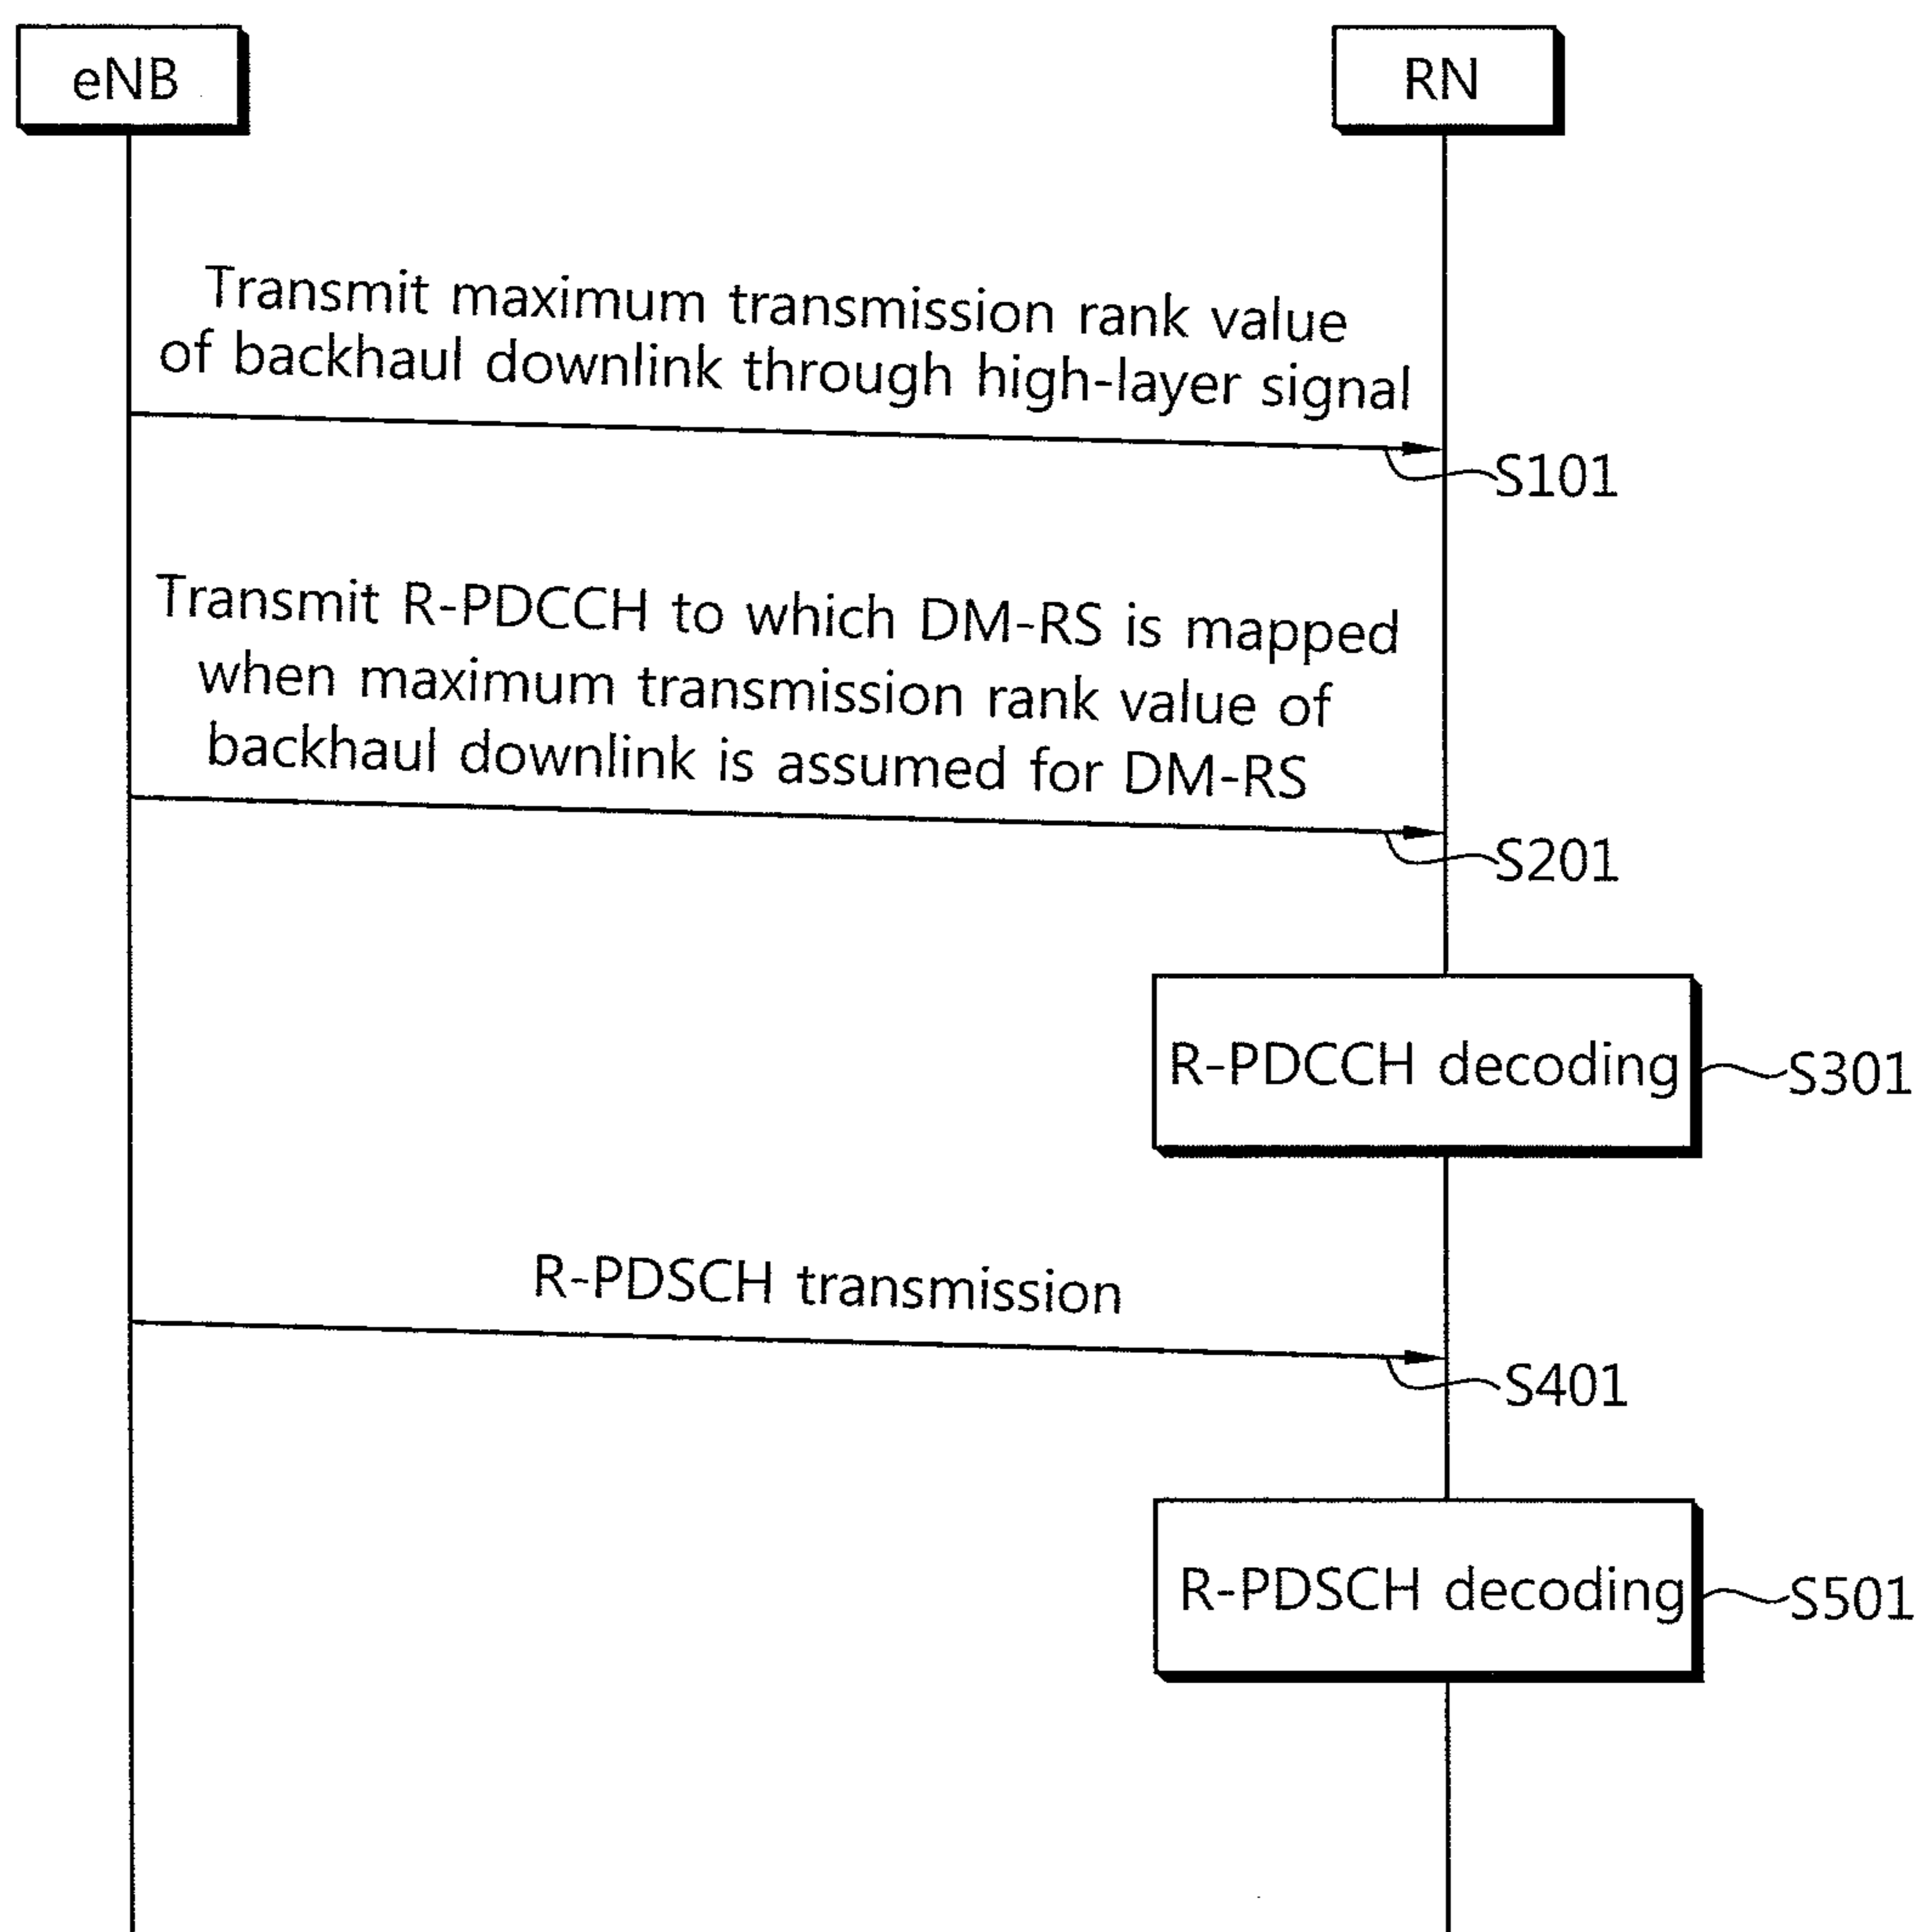 eNB
RN
Transmit maximum transmission rank value
of backhaul downlink through high-layer signal
S101
Transmit R-PDCCH to which DM-RS is mapped
when maximum transmission rank value of
backhaul downlink is assumed for DM-RS
S201
R-PDCCH decoding
S301
R-PDSCH transmission
S401
R-PDSCH decoding
S501